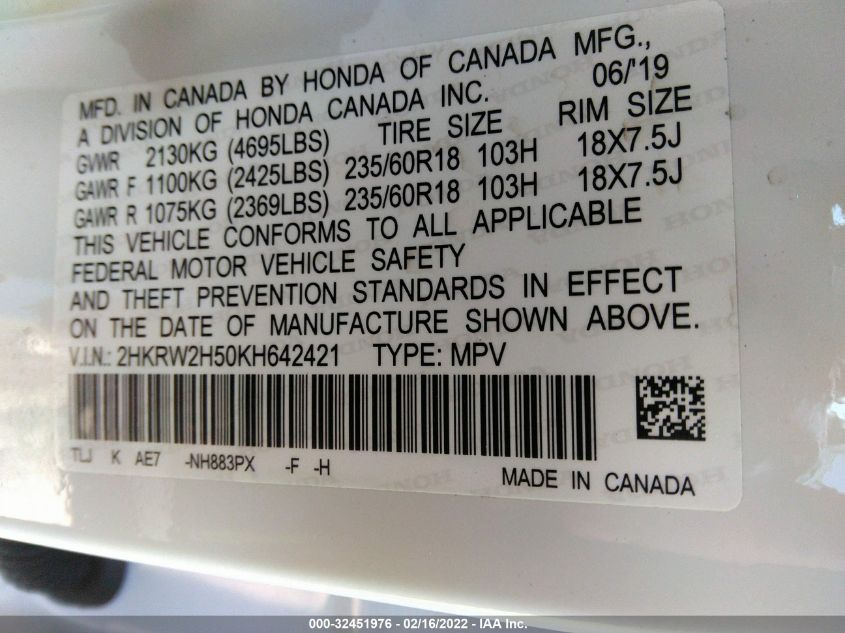 MFD. IN CANADA BY HONDA OF CANADA MFG.,
A DIVISION OF HONDA CANADA INC. 06/'19
GVWR 2130KG (4695LBS) TIRE SIZE RIM SIZE
GAWR F 1100KG (2425LBS) 235/60R18 103H 18X7.5J
GAWR R 1075KG (2369LBS) 235/60R18 103H 18X7.5J
THIS VEHICLE CONFORMS TO ALL APPLICABLE
FEDERAL MOTOR VEHICLE SAFETY
AND THEFT PREVENTION STANDARDS IN EFFECT
ON THE DATE OF MANUFACTURE SHOWN ABOVE.
V.I.N.: 2HKRW2H50KH642421 TYPE: MPV
TLJ K AE7 -NH883PX -F -H
MADE IN CANADA
000-32451976 - 02/16/2022 - IAA Inc.